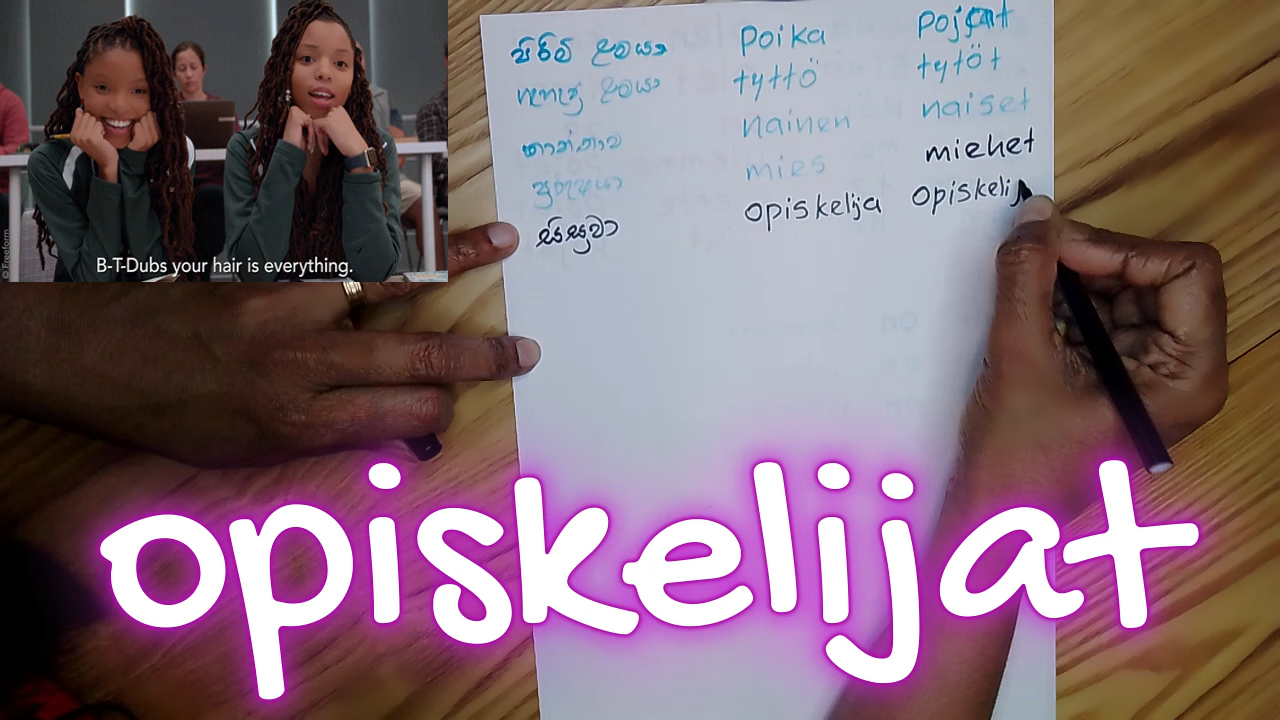 © Freeform
B-T-Dubs your hair is everything.
පිරිමි ළමයා poika pojat
ගැහැණු ළමයා tyttö tytöt
කාන්තාව nainen naiset
පුරුෂයා mies miehet
සිසුවා opiskelija opiskelij
opiskelijat